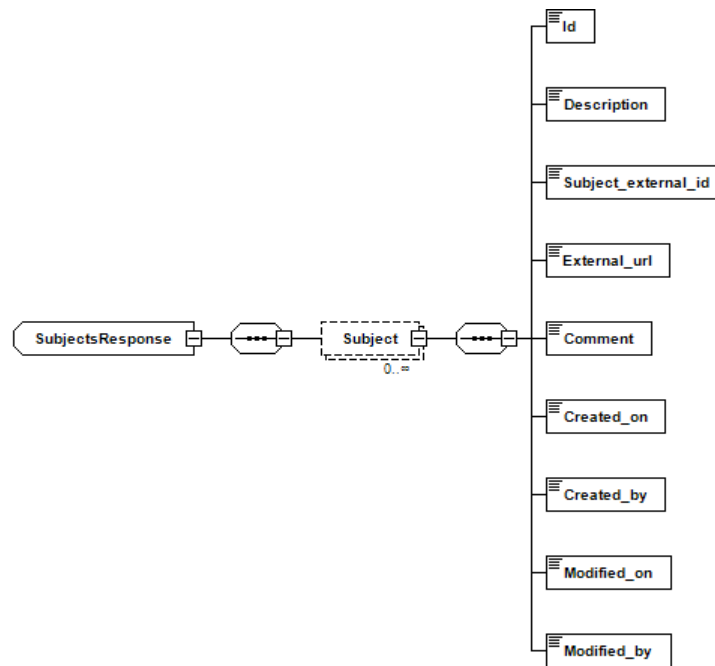 Id
Description
Subject_external_id
External_url
SubjectsResponse
Subject
0..∞
Comment
Created_on
Created_by
Modified_on
Modified_by